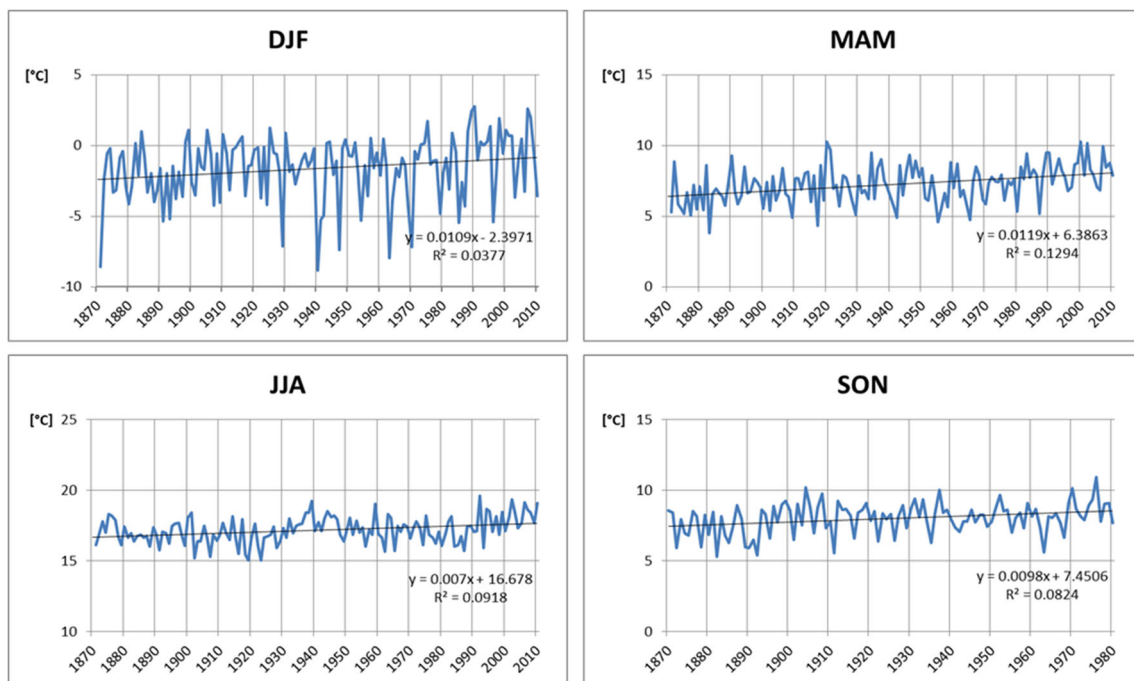 DJF
[°C]
5
0
-5
-10
y = 0.0109x - 2.3971
R² = 0.0377
1870 1880 1890 1900 1910 1920 1930 1940 1950 1960 1970 1980 1990 2000 2010
MAM
[°C]
15
10
5
0
y = 0.0119x + 6.3863
R² = 0.1294
1870 1880 1890 1900 1910 1920 1930 1940 1950 1960 1970 1980 1990 2000 2010
JJA
[°C]
25
20
15
10
y = 0.007x + 16.678
R² = 0.0918
1870 1880 1890 1900 1910 1920 1930 1940 1950 1960 1970 1980 1990 2000 2010
SON
[°C]
15
10
5
0
y = 0.0098x + 7.4506
R² = 0.0824
1870 1880 1890 1900 1910 1920 1930 1940 1950 1960 1970 1980